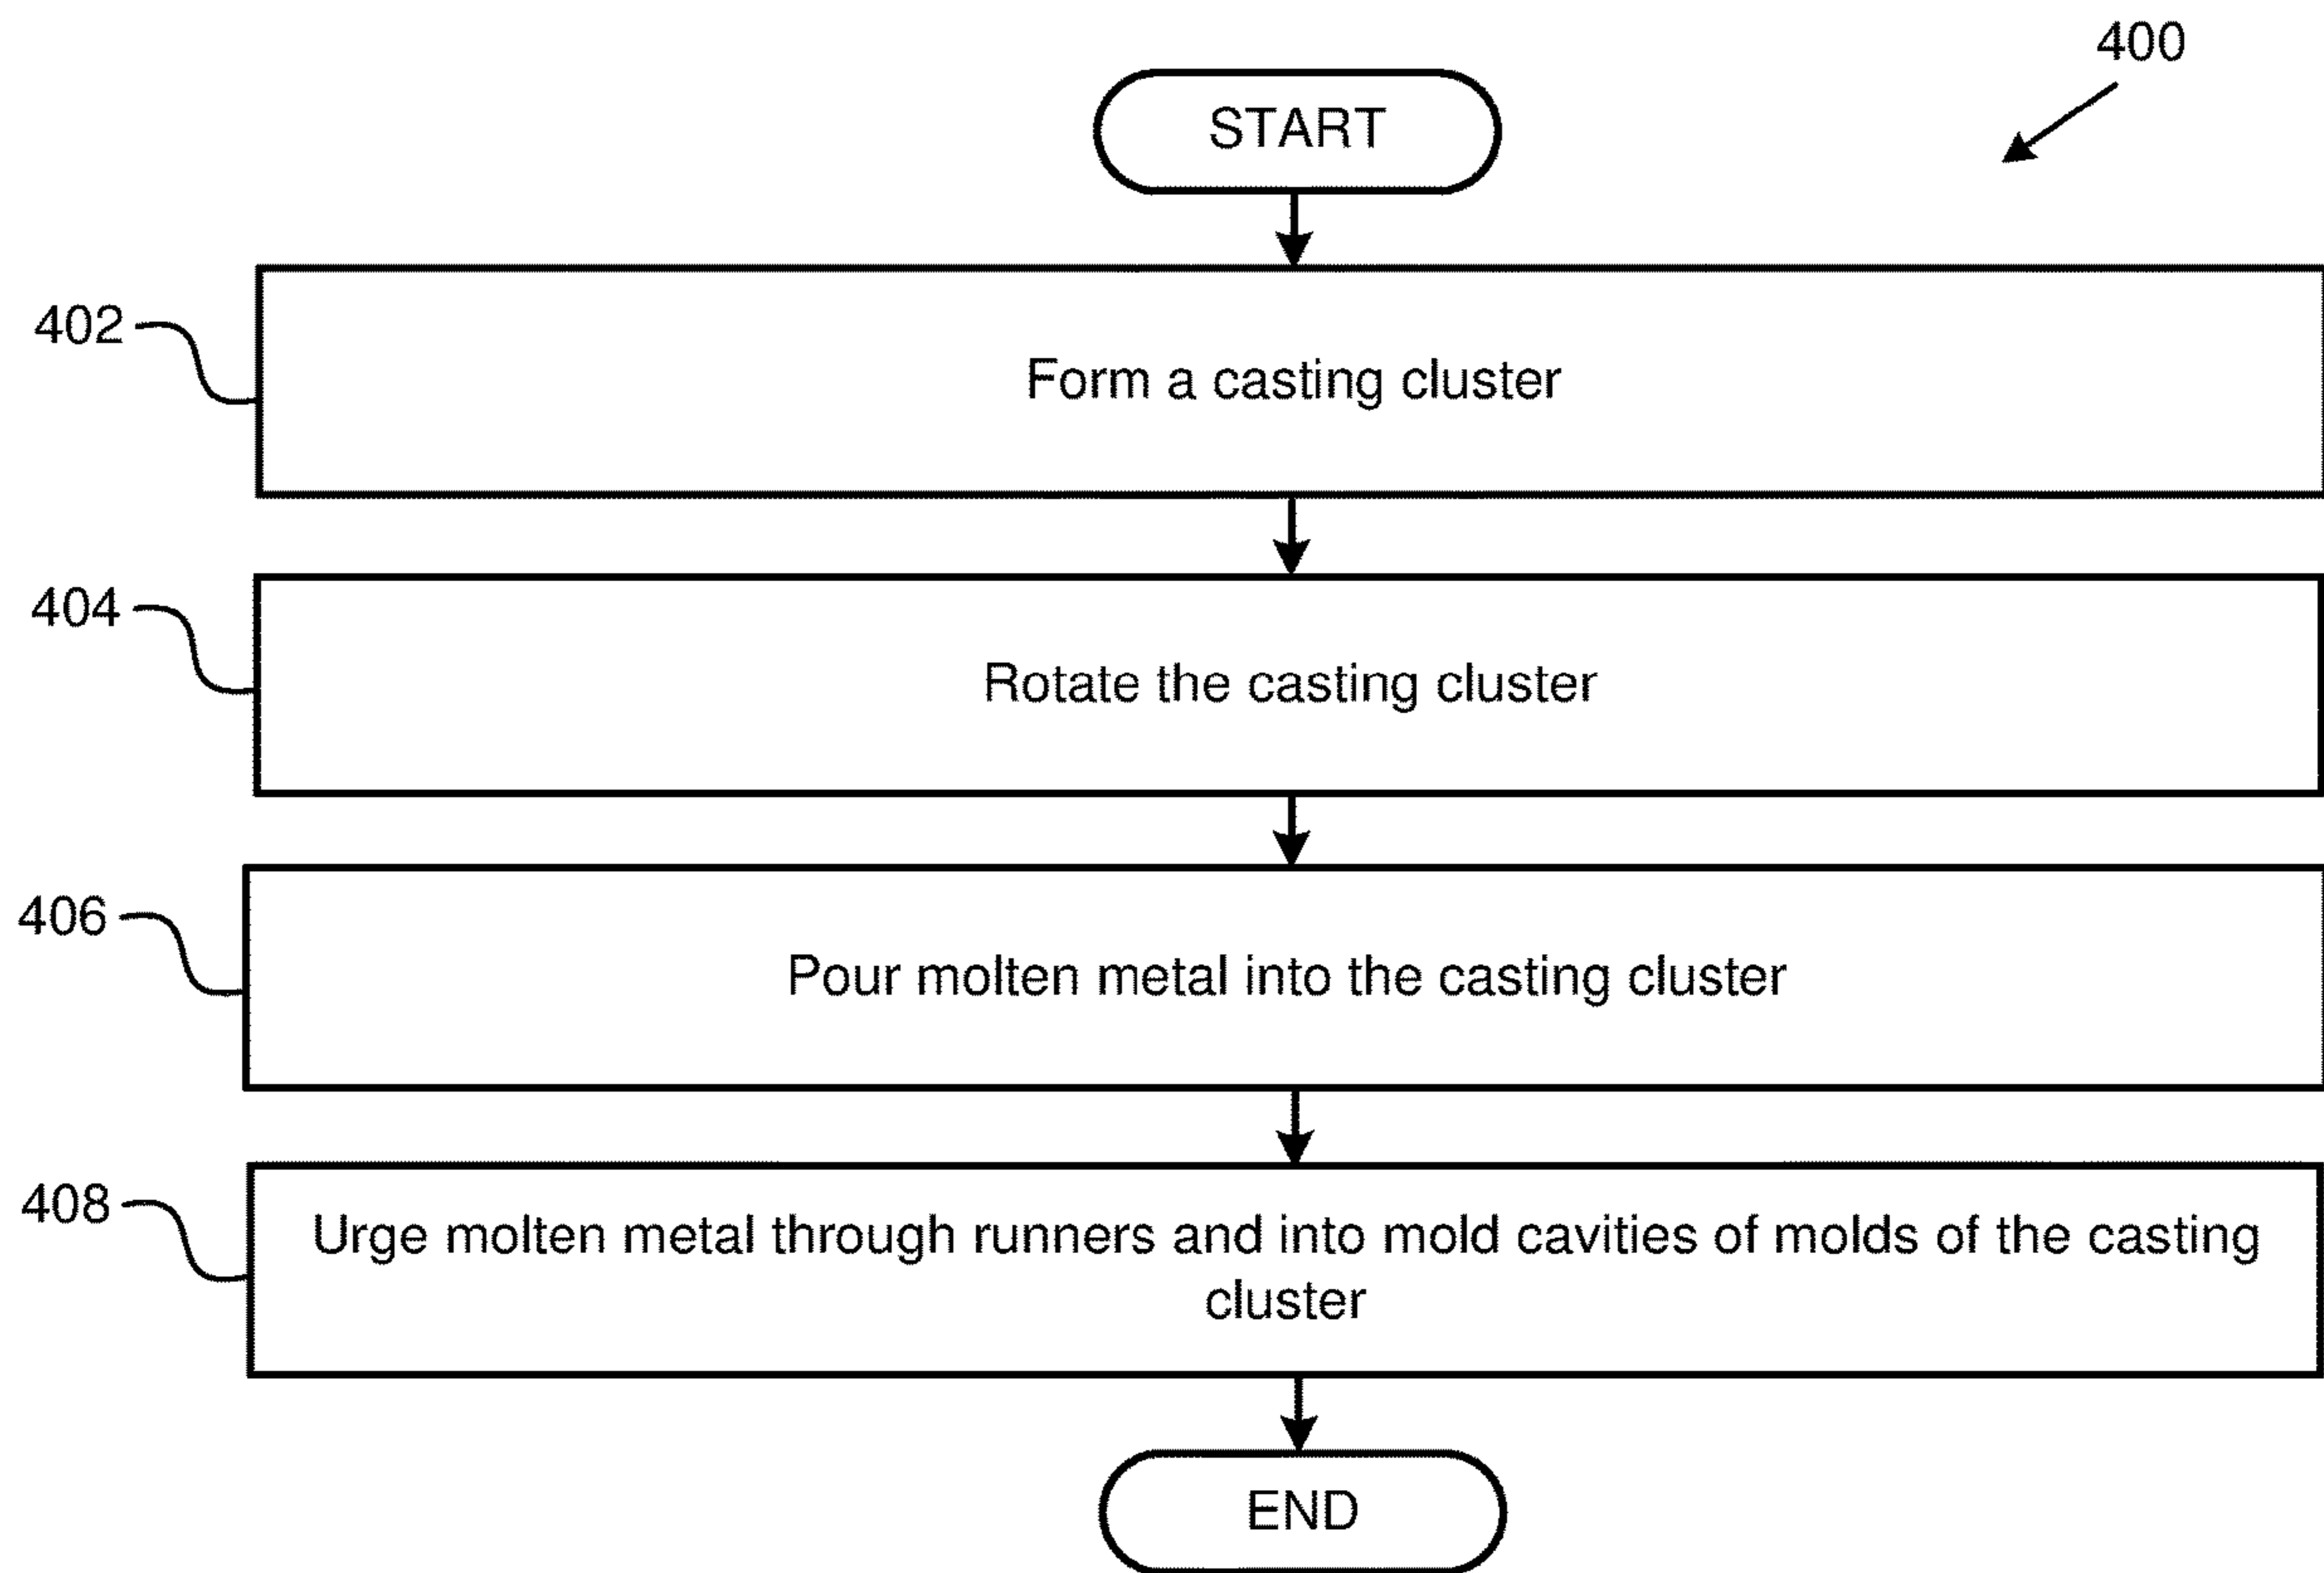 400
START
402
Form a casting cluster
404
Rotate the casting cluster
406
Pour molten metal into the casting cluster
408
Urge molten metal through runners and into mold cavities of molds of the casting
cluster
END